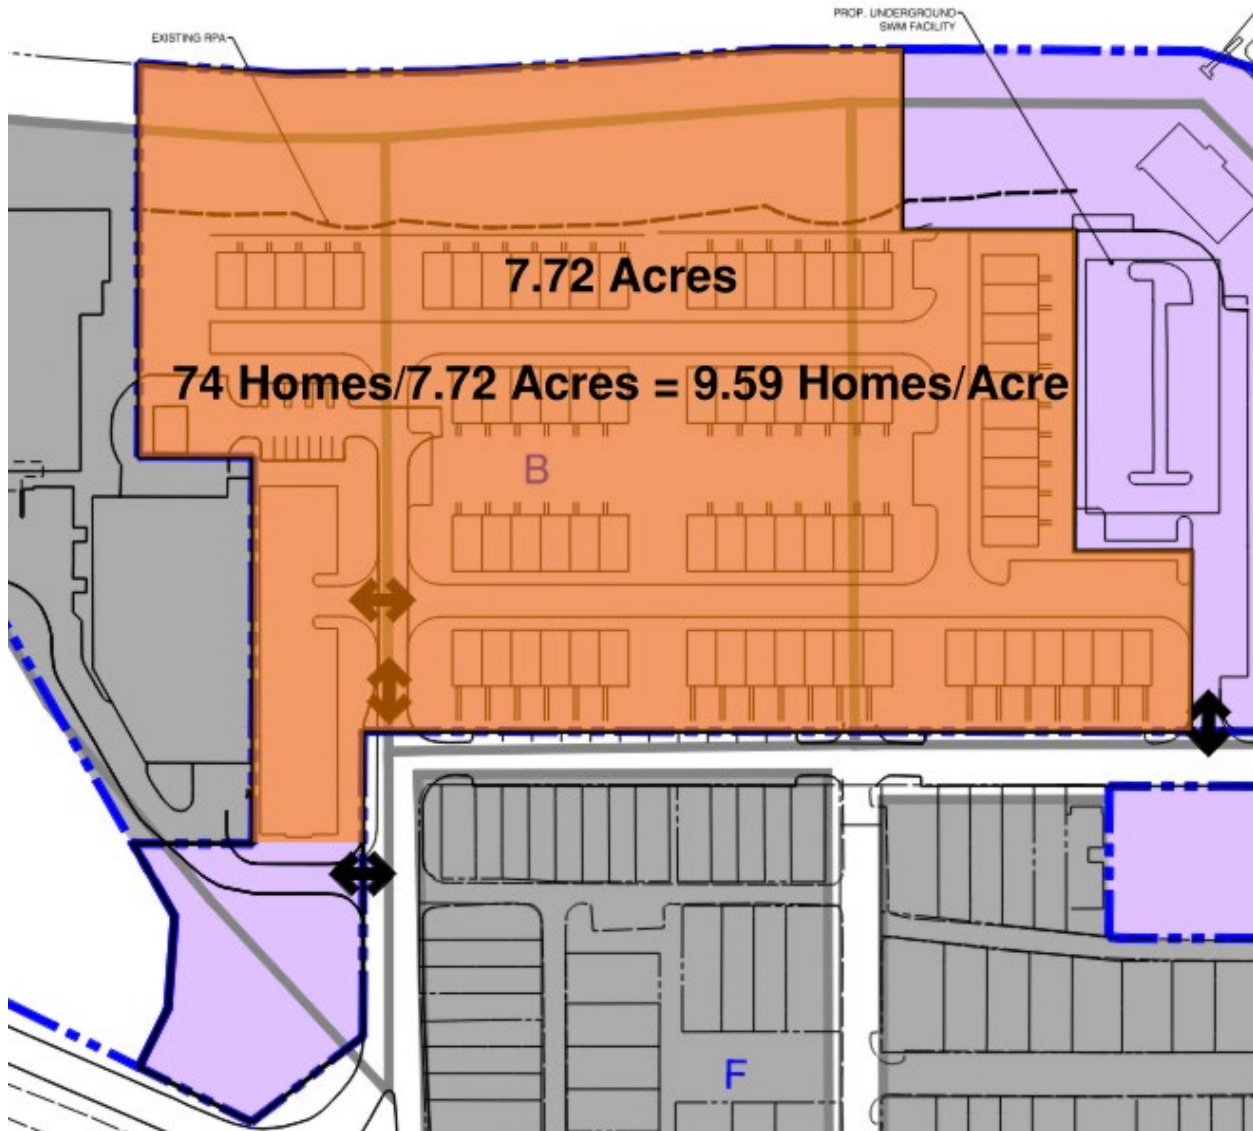 PROP. UNDERGROUND
SWM FACILITY
EXISTING RPA
7.72 Acres
74 Homes/7.72 Acres = 9.59 Homes/Acre
B
F